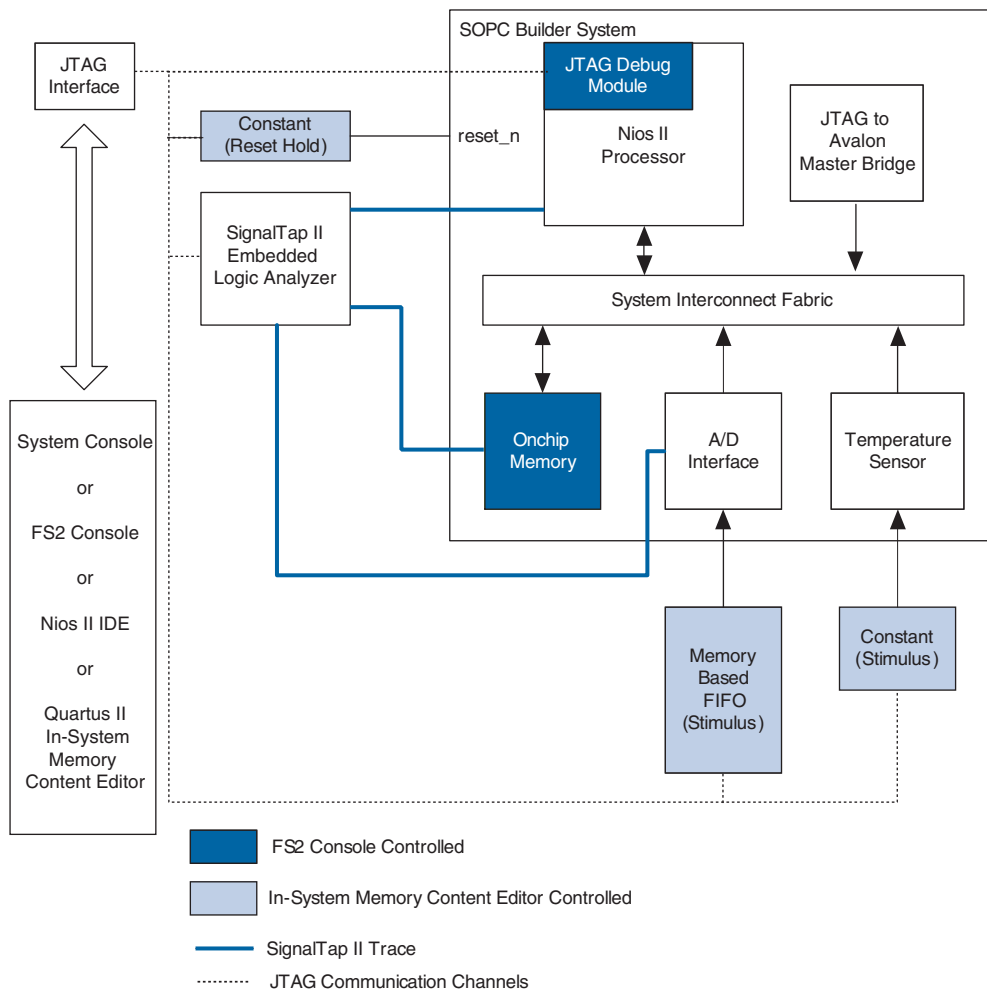 SOPC Builder System
JTAG
Interface
JTAG Debug
Module
Constant
(Reset Hold)
reset_n
Nios II
Processor
JTAG to
Avalon
Master Bridge
SignalTap II
Embedded
Logic Analyzer
System Interconnect Fabric
System Console
or
FS2 Console
or
Nios II IDE
or
Quartus II
In-System
Memory
Content Editor
Onchip
Memory
A/D
Interface
Temperature
Sensor
Memory
Based
FIFO
(Stimulus)
Constant
(Stimulus)
FS2 Console Controlled
In-System Memory Content Editor Controlled
SignalTap II Trace
JTAG Communication Channels